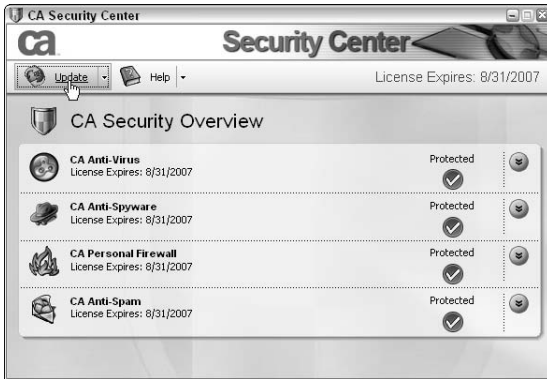 CA Security Center
ca Security Center
Update Help License Expires: 8/31/2007
CA Security Overview
CA Anti-Virus Protected
License Expires: 8/31/2007
CA Anti-Spyware Protected
License Expires: 8/31/2007
CA Personal Firewall Protected
License Expires: 8/31/2007
CA Anti-Spam Protected
License Expires: 8/31/2007